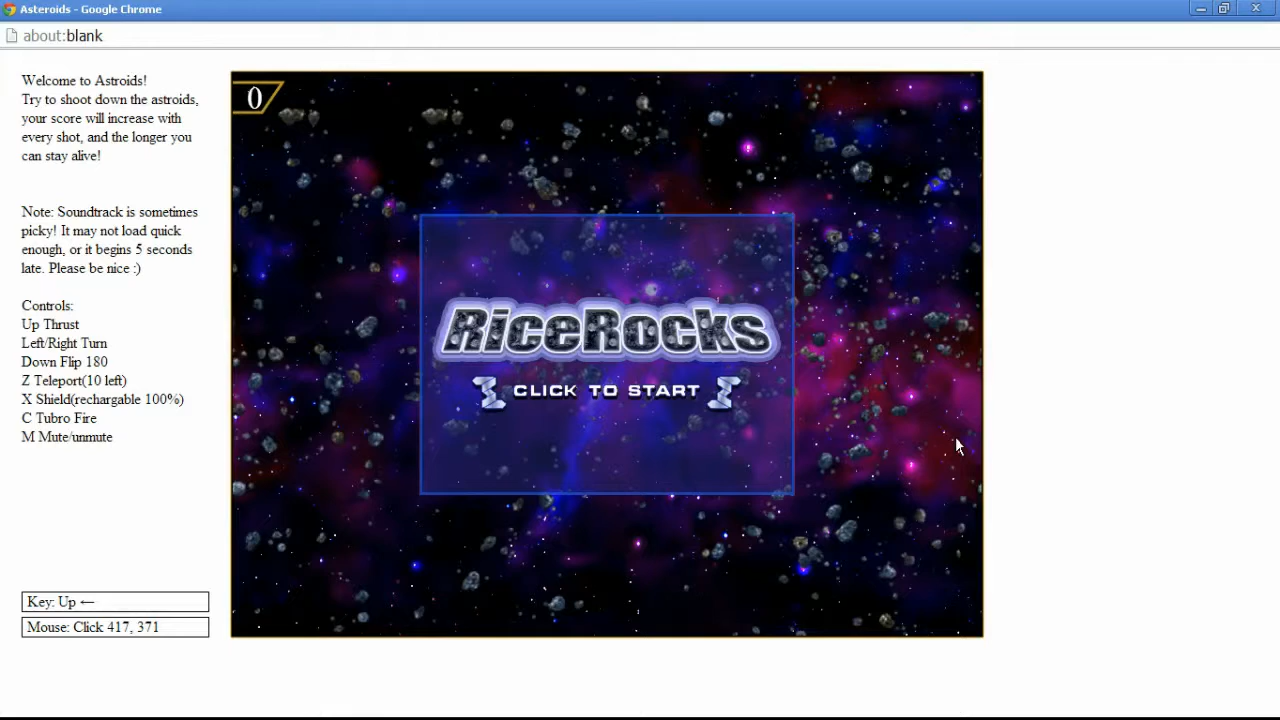 Asteroids - Google Chrome
about:blank
Welcome to Astroids!
Try to shoot down the astroids,
your score will increase with
every shot, and the longer you
can stay alive!
Note: Soundtrack is sometimes
picky! It may not load quick
enough, or it begins 5 seconds
late. Please be nice :)
Controls:
Up Thrust
Left/Right Turn
Down Flip 180
Z Teleport(10 left)
X Shield(rechargable 100%)
C Tubro Fire
M Mute/unmute
Key: Up ←
Mouse: Click 417, 371
0
RiceRocks
CLICK TO START